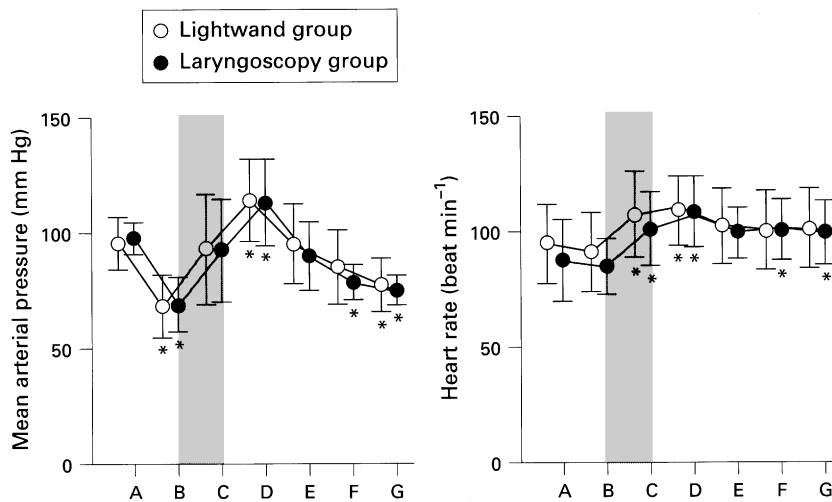 Lightwand group
Laryngoscopy group
Mean arterial pressure (mm Hg)
150
100
50
0
* * * * * * *
A B C D E F G
Heart rate (beat min⁻¹)
150
100
50
0
* * * * * *
A B C D E F G